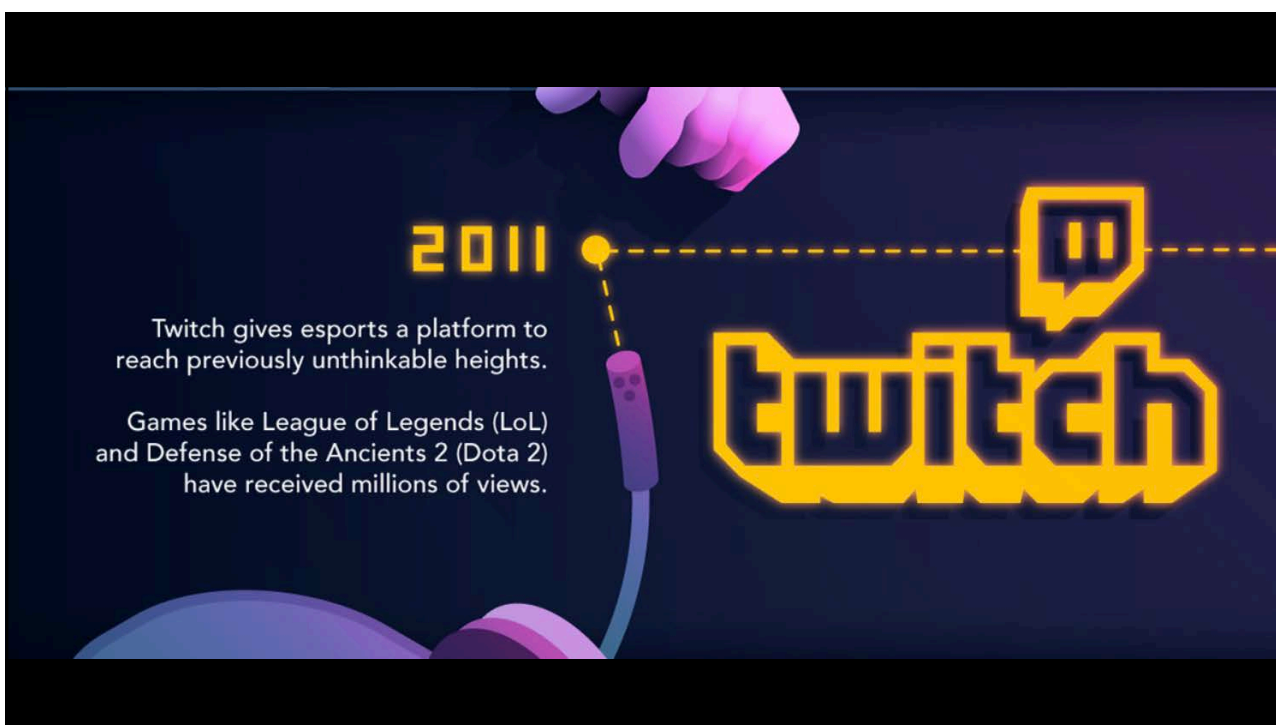 2011
Twitch gives esports a platform to
reach previously unthinkable heights.
Games like League of Legends (LoL)
and Defense of the Ancients 2 (Dota 2)
have received millions of views.
twitch